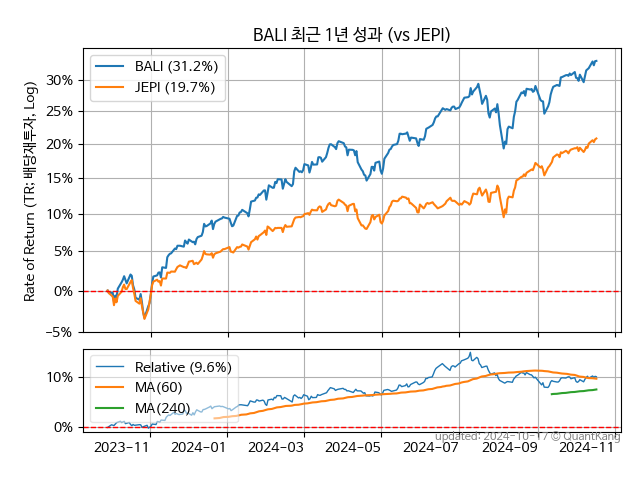 BALI 최근 1년 성과 (vs JEPI)
BALI (31.2%)
JEPI (19.7%)
Rate of Return (TR: 배당재투자, Log)
30%
25%
20%
15%
10%
5%
0%
−5%
Relative (9.6%)
MA(60)
MA(240)
10%
0%
2023-11
2024-01
2024-03
2024-05
2024-07
2024-09
2024-11
updated: 2024-10-17 © QuantKang